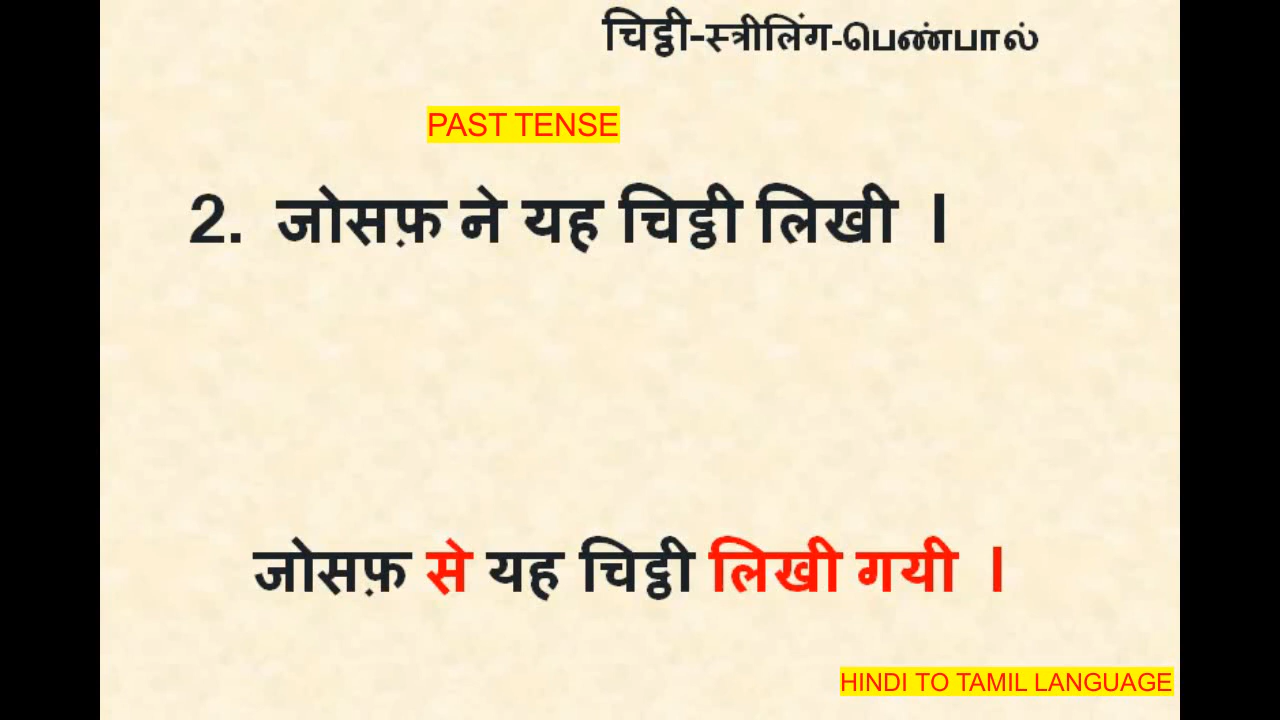 चिट्ठी-स्त्रीलिंग-பெண்பால்
PAST TENSE
2. जोसफ़ ने यह चिट्ठी लिखी ।
जोसफ़ से यह चिट्ठी लिखी गयी ।
HINDI TO TAMIL LANGUAGE